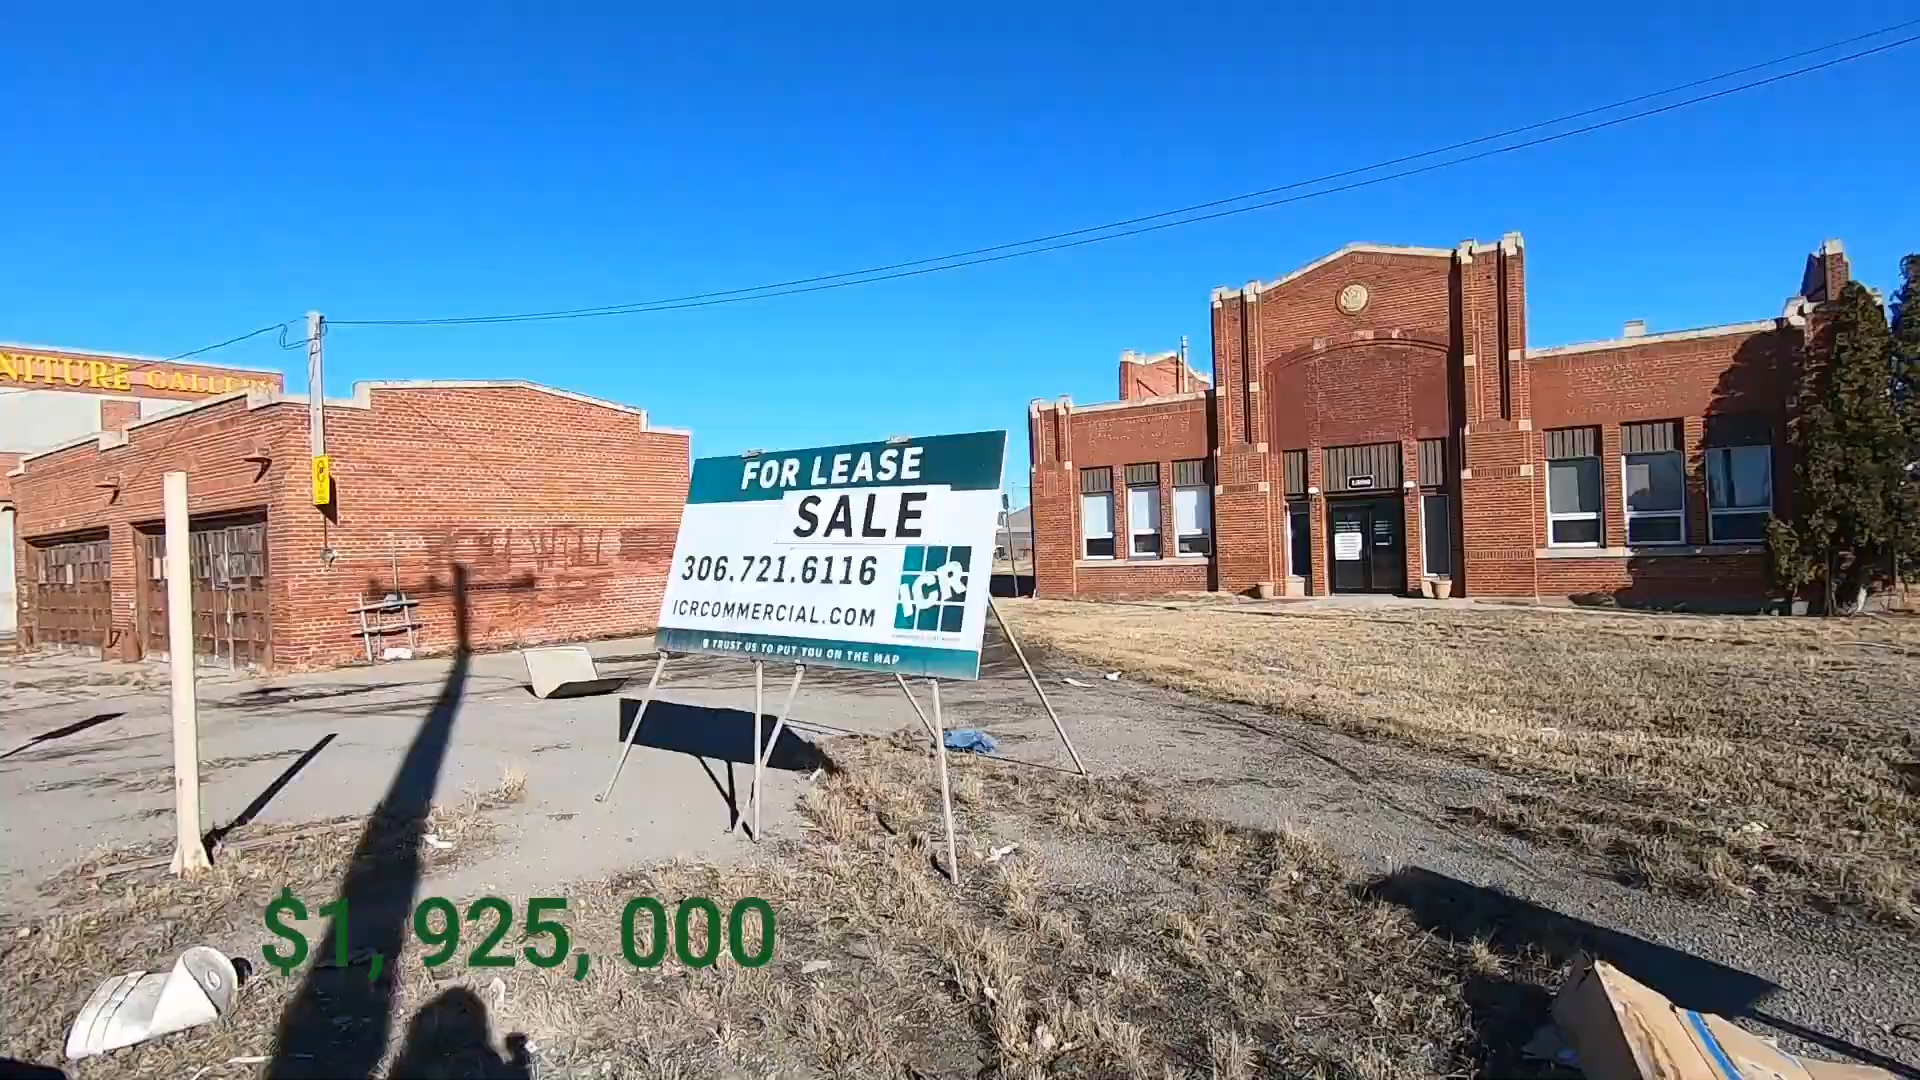 NITURE GALLERY
FOR LEASE
SALE
306.721.6116
ICRCOMMERCIAL.COM
ICR
TRUST US TO PUT YOU ON THE MAP
$1, 925, 000